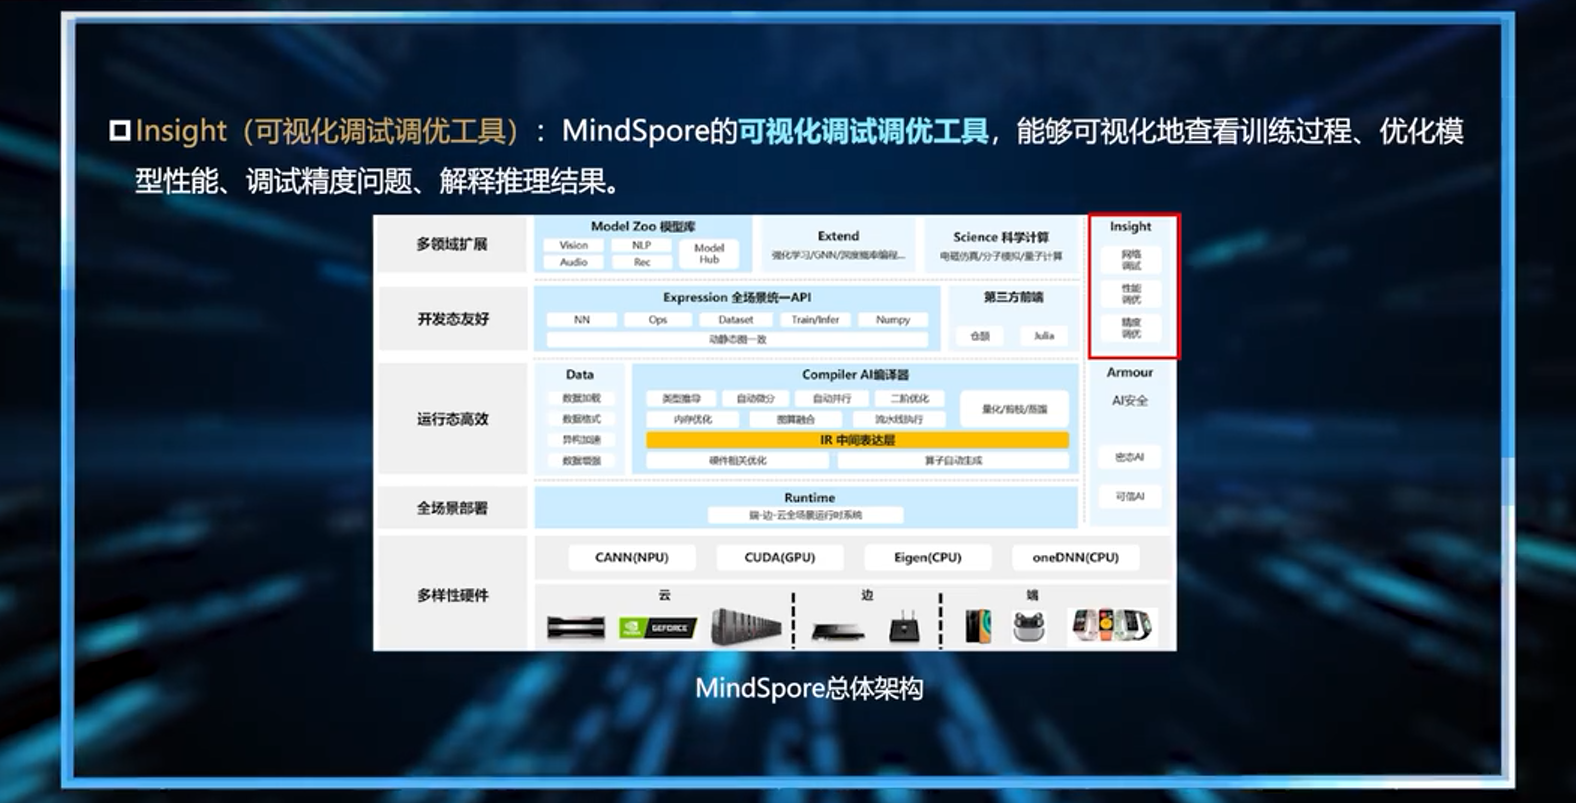 Insight（可视化调试调优工具）：MindSpore的可视化调试调优工具，能够可视化地查看训练过程、优化模
型性能、调试精度问题、解释推理结果。
多领域扩展
Model Zoo 模型库
Vision
NLP
Audio
Rec
Model
Hub
Extend
强化学习/GNN/深度概率编程...
Science 科学计算
电磁仿真/分子模拟/量子计算
Insight
网络
调试
性能
调优
精度
调优
开发态友好
Expression 全场景统一API
NN
Ops
Dataset
Train/Infer
Numpy
动静态图一致
第三方前端
仓颉
Julia
运行态高效
Data
数据加载
数据格式
异构加速
数据增强
Compiler AI编译器
类型推导
自动微分
自动并行
二阶优化
内存优化
图算融合
流水线执行
量化/剪枝/蒸馏
IR 中间表达层
硬件相关优化
算子自动生成
Armour
AI安全
密态AI
可信AI
全场景部署
Runtime
端-边-云全场景运行时系统
多样性硬件
CANN(NPU)
CUDA(GPU)
Eigen(CPU)
oneDNN(CPU)
云
边
端
NVIDIA
GEFORCE
MindSpore总体架构